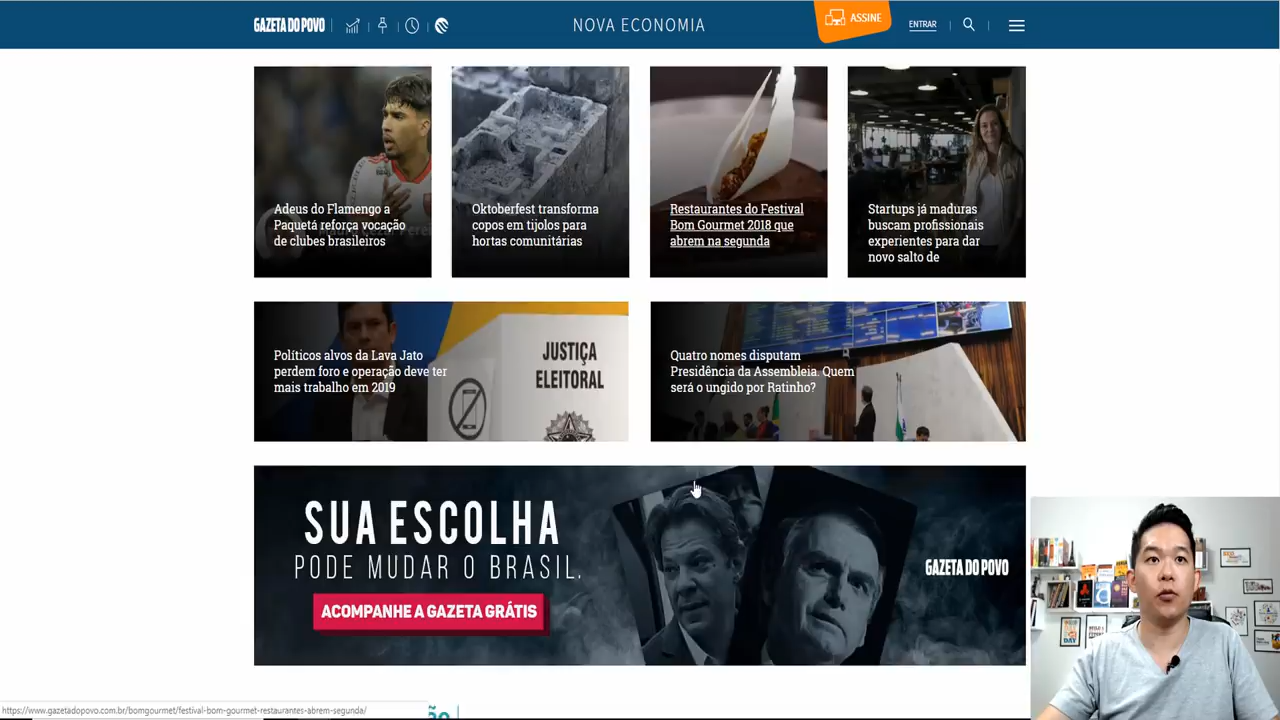 GAZETA DO POVO
NOVA ECONOMIA
ASSINE
ENTRAR
Adeus do Flamengo a
Paquetá reforça vocação
de clubes brasileiros
Oktoberfest transforma
copos em tijolos para
hortas comunitárias
Restaurantes do Festival
Bom Gourmet 2018 que
abrem na segunda
Startups já maduras
buscam profissionais
experientes para dar
novo salto de
Políticos alvos da Lava Jato
perdem foro e operação deve ter
mais trabalho em 2019
JUSTIÇA
ELEITORAL
Quatro nomes disputam
Presidência da Assembleia. Quem
será o ungido por Ratinho?
SUA ESCOLHA
PODE MUDAR O BRASIL.
ACOMPANHE A GAZETA GRÁTIS
GAZETA DO POVO
https://www.gazetadopovo.com.br/bomgourmet/festival-bom-gourmet-restaurantes-abrem-segunda/